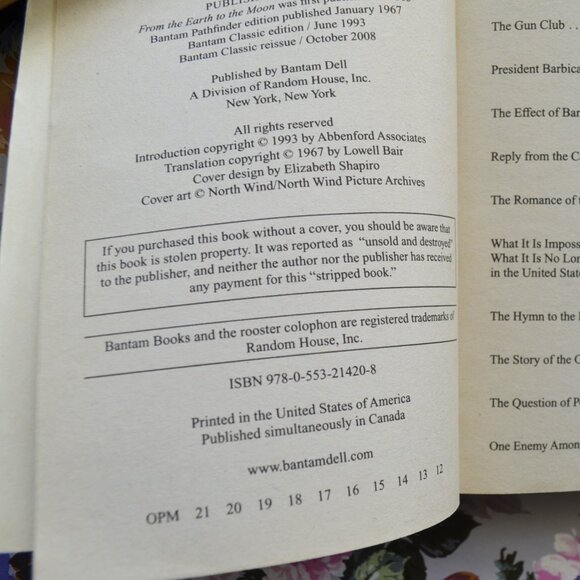 PUBLIS
From the Earth to the Moon was first
Bantam Pathfinder edition published January 1967
Bantam Classic edition / June 1993
Bantam Classic reissue / October 2008
Published by Bantam Dell
A Division of Random House, Inc.
New York, New York
All rights reserved
Introduction copyright © 1993 by Abbenford Associates
Translation copyright © 1967 by Lowell Bair
Cover design by Elizabeth Shapiro
Cover art © North Wind/North Wind Picture Archives
If you purchased this book without a cover, you should be aware that
this book is stolen property. It was reported as "unsold and destroyed"
to the publisher, and neither the author nor the publisher has received
any payment for this "stripped book."
Bantam Books and the rooster colophon are registered trademarks of
Random House, Inc.
ISBN 978-0-553-21420-8
Printed in the United States of America
Published simultaneously in Canada
www.bantamdell.com
OPM 21 20 19 18 17 16 15 14 13 12
The Gun Club . .
President Barbica
The Effect of Bar
Reply from the Ca
The Romance of t
What It Is Imposs
What It Is No Lon
in the United State
The Hymn to the
The Story of the C
The Question of P
One Enemy Amon